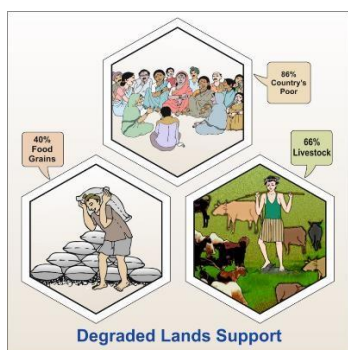 86%
Country's
Poor
40%
Food
Grains
66%
Livestock
Degraded Lands Support